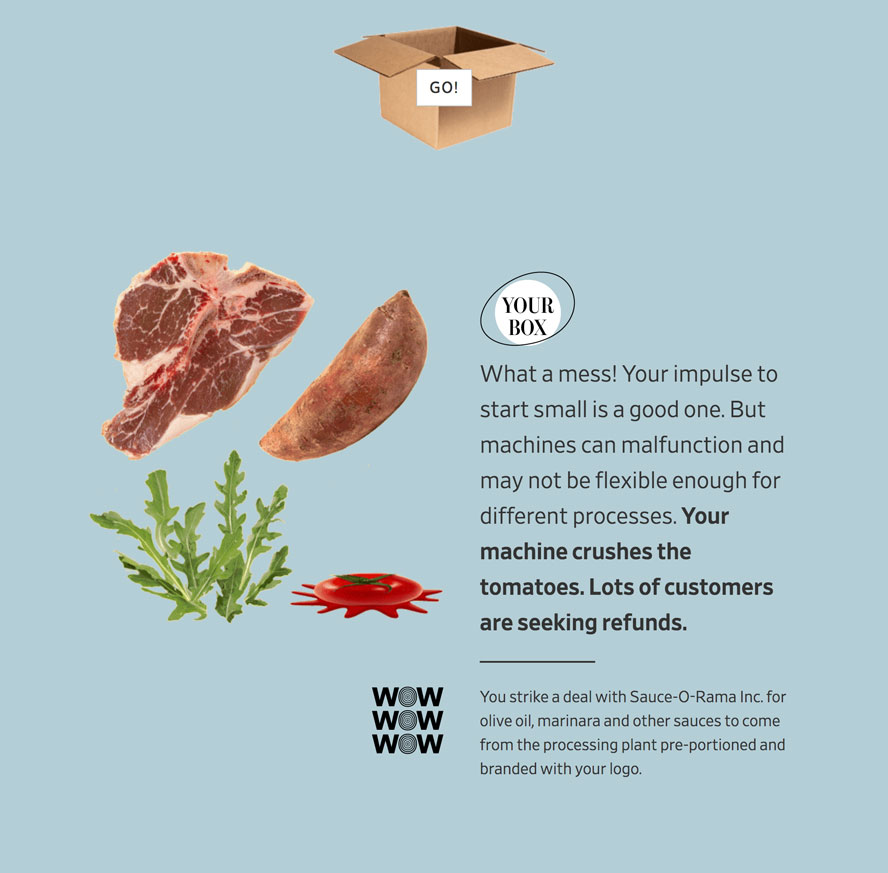 GO!
YOUR
BOX
What a mess! Your impulse to
start small is a good one. But
machines can malfunction and
may not be flexible enough for
different processes. Your
machine crushes the
tomatoes. Lots of customers
are seeking refunds.
WOW
WOW
WOW
You strike a deal with Sauce-O-Rama Inc. for
olive oil, marinara and other sauces to come
from the processing plant pre-portioned and
branded with your logo.